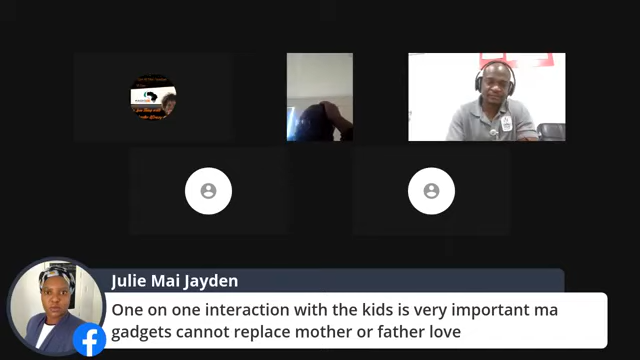 Julie Mai Jayden
One on one interaction with the kids is very important ma
gadgets cannot replace mother or father love